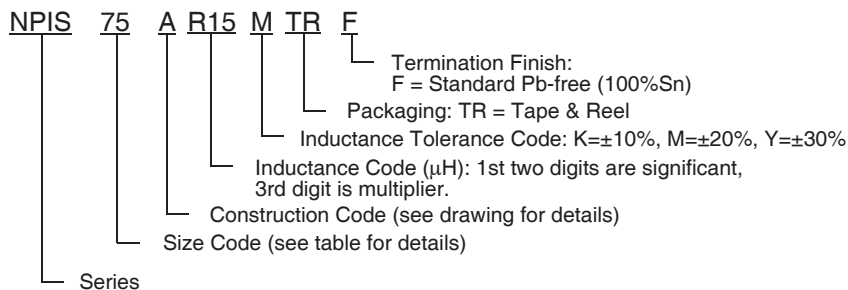 NPIS 75 A R15 M TR F
Termination Finish:
F = Standard Pb-free (100%Sn)
Packaging: TR = Tape & Reel
Inductance Tolerance Code: K=±10%, M=±20%, Y=±30%
Inductance Code (μH): 1st two digits are significant,
3rd digit is multiplier.
Construction Code (see drawing for details)
Size Code (see table for details)
Series